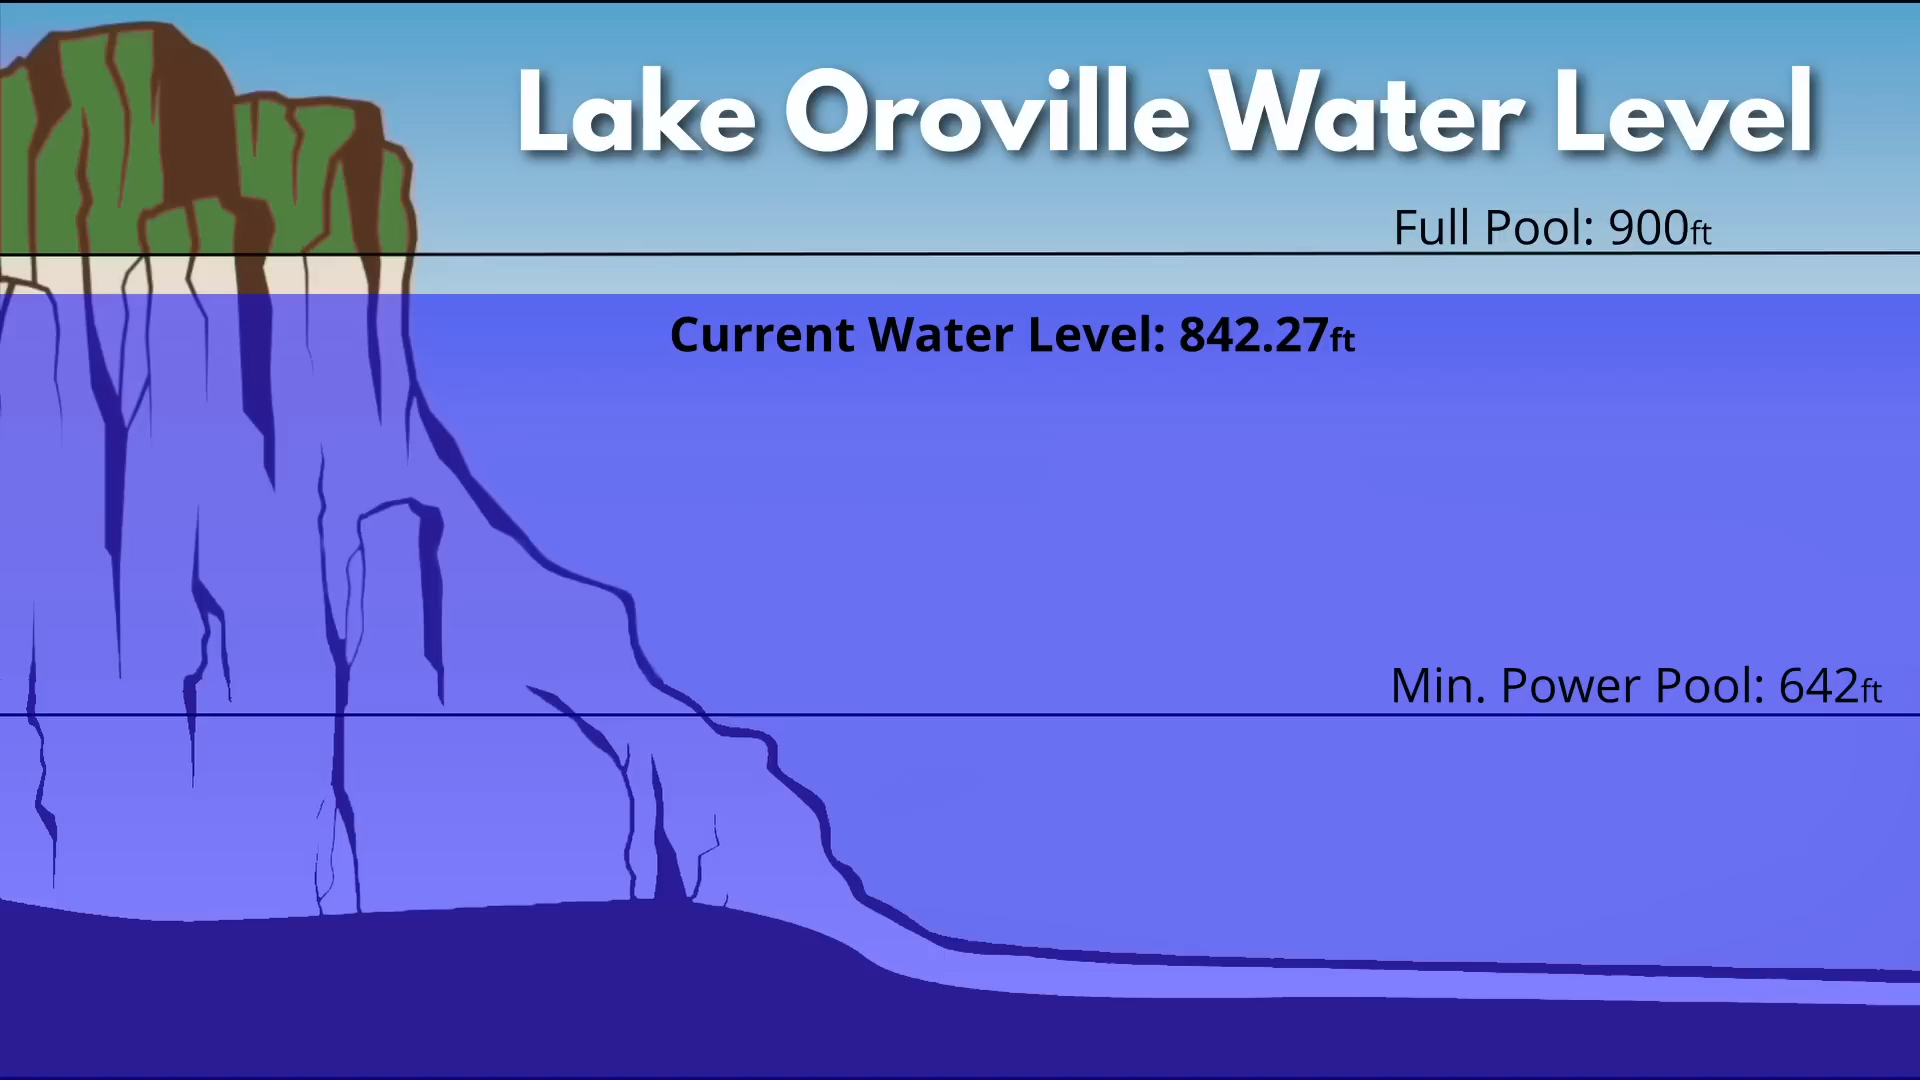 Lake Oroville Water Level
Full Pool: 900ft
Current Water Level: 842.27ft
Min. Power Pool: 642ft